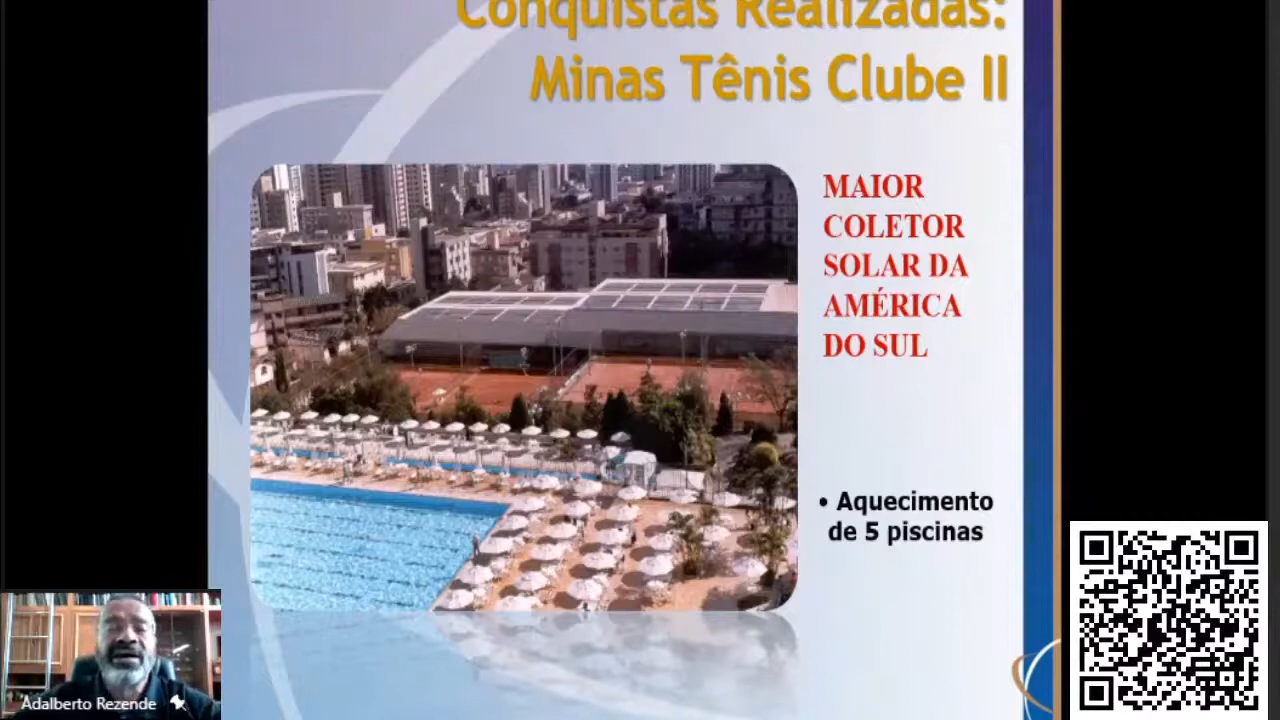 Conquistas Realizadas:
Minas Tênis Clube II
MAIOR
COLETOR
SOLAR DA
AMÉRICA
DO SUL
• Aquecimento
de 5 piscinas
Adalberto Rezende